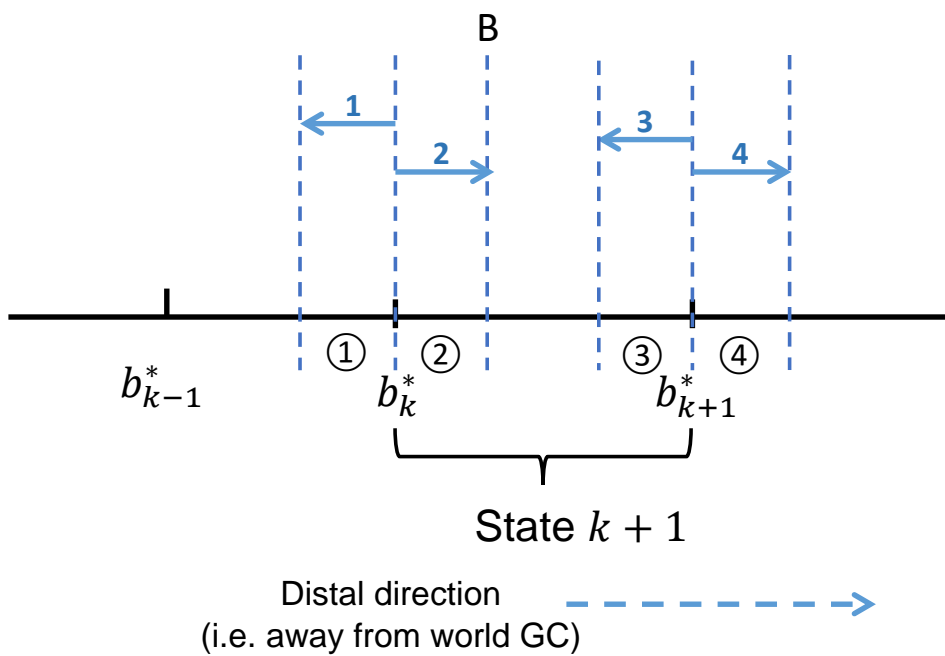 B
1
2
3
4
① ② ③ ④
b*ₖ₋₁ b*ₖ b*ₖ₊₁
State k + 1
Distal direction
(i.e. away from world GC)